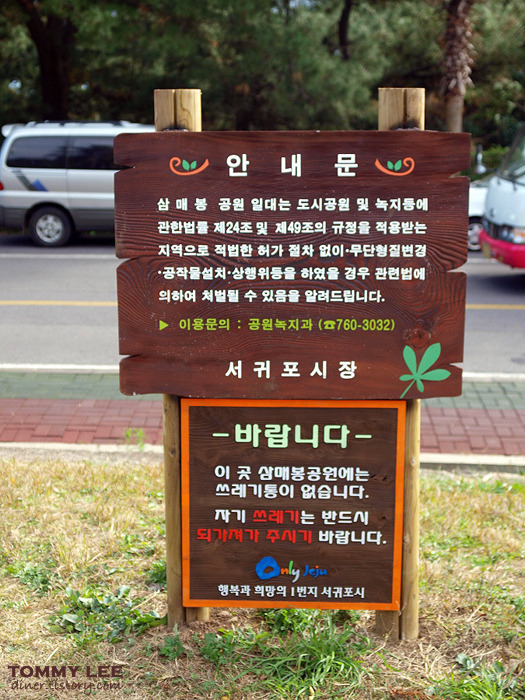 안 내 문
삼 매 봉 공원 일대는 도시공원 및 녹지등에
관한법률 제24조 및 제49조의 규정을 적용받는
지역으로 적법한 허가 절차 없이·무단형질변경
·공작물설치·상행위등을 하였을 경우 관련법에
의하여 처벌될 수 있음을 알려드립니다.
▶ 이용문의 : 공원녹지과 (☎760-3032)
서 귀 포 시 장
-바랍니다-
이 곳 삼매봉공원에는
쓰레기통이 없습니다.
자기 쓰레기는 반드시
되가져가 주시기 바랍니다.
Only Jeju
행복과 희망의 1번지 서귀포시
TOMMY LEE
diner.tistory.com